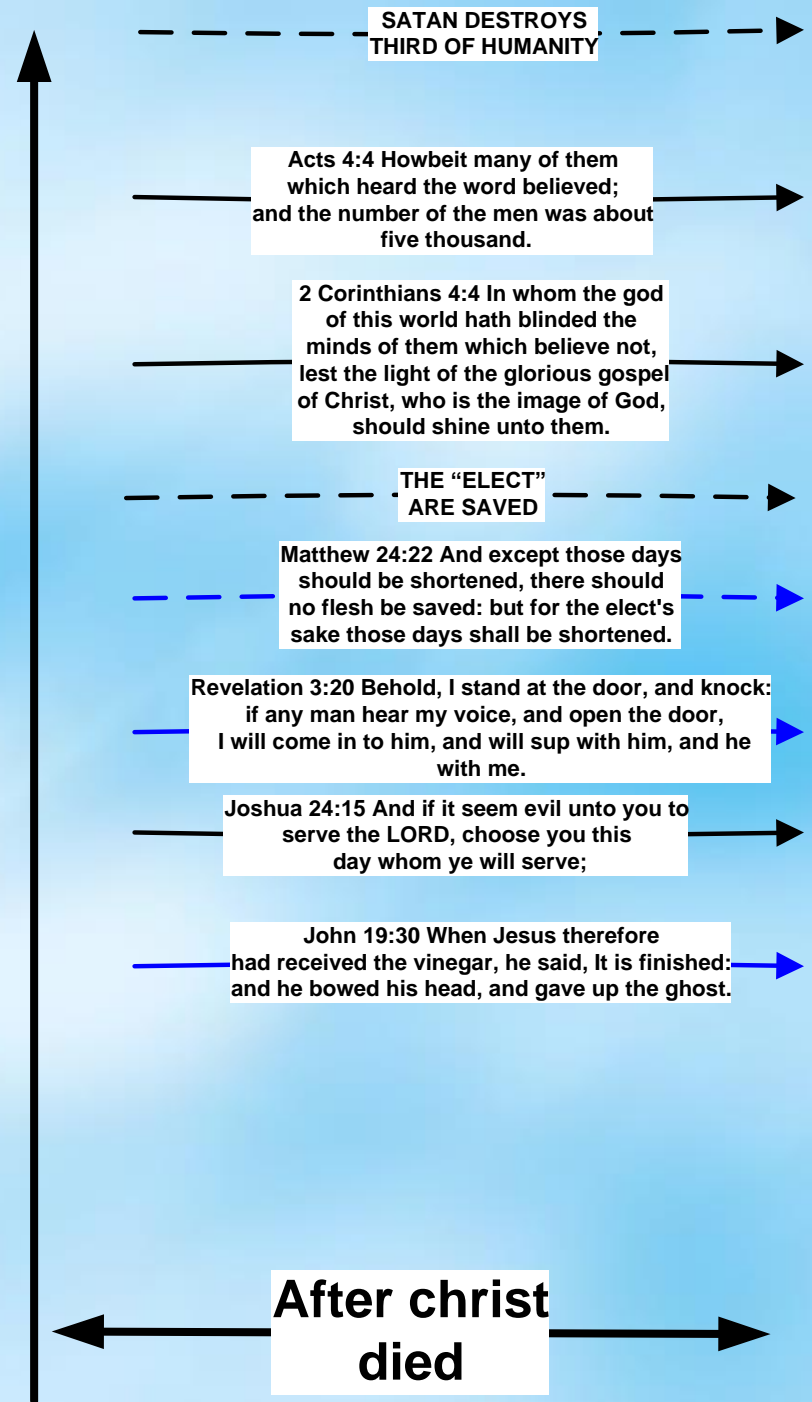 SATAN DESTROYS
THIRD OF HUMANITY
Acts 4:4 Howbeit many of them
which heard the word believed;
and the number of the men was about
five thousand.
2 Corinthians 4:4 In whom the god
of this world hath blinded the
minds of them which believe not,
lest the light of the glorious gospel
of Christ, who is the image of God,
should shine unto them.
THE “ELECT”
ARE SAVED
Matthew 24:22 And except those days
should be shortened, there should
no flesh be saved: but for the elect's
sake those days shall be shortened.
Revelation 3:20 Behold, I stand at the door, and knock:
if any man hear my voice, and open the door,
I will come in to him, and will sup with him, and he
with me.
Joshua 24:15 And if it seem evil unto you to
serve the LORD, choose you this
day whom ye will serve;
John 19:30 When Jesus therefore
had received the vinegar, he said, It is finished:
and he bowed his head, and gave up the ghost.
After christ
died